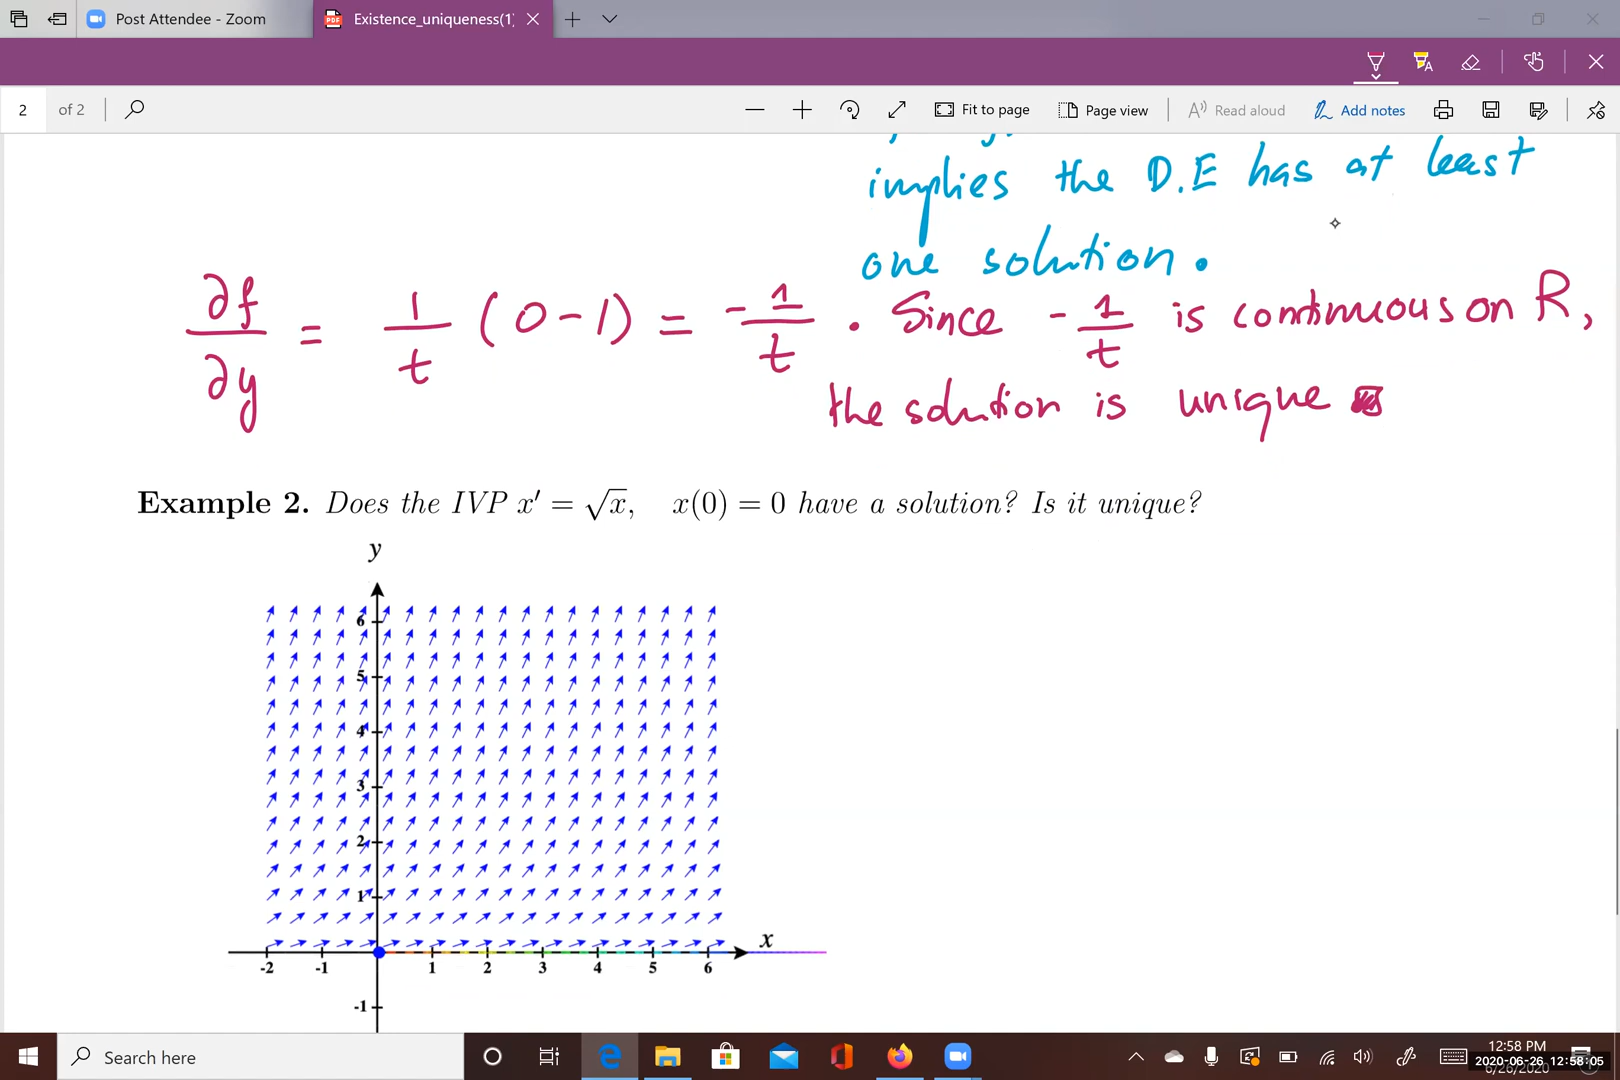 Post Attendee - Zoom
Existence_uniqueness(1)
2 of 2
Fit to page
Page view
Read aloud
Add notes
implies the D.E has at least
one solution.
∂f/∂y = 1/t (0-1) = -1/t . Since -1/t is continuous on R,
the solution is unique
Example 2. Does the IVP x′ = √x, x(0) = 0 have a solution? Is it unique?
y
6
5
4
3
2
1
x
-2 -1 1 2 3 4 5 6
-1
Search here
12:58 PM
2020-06-26 12:58:05
6/26/2020